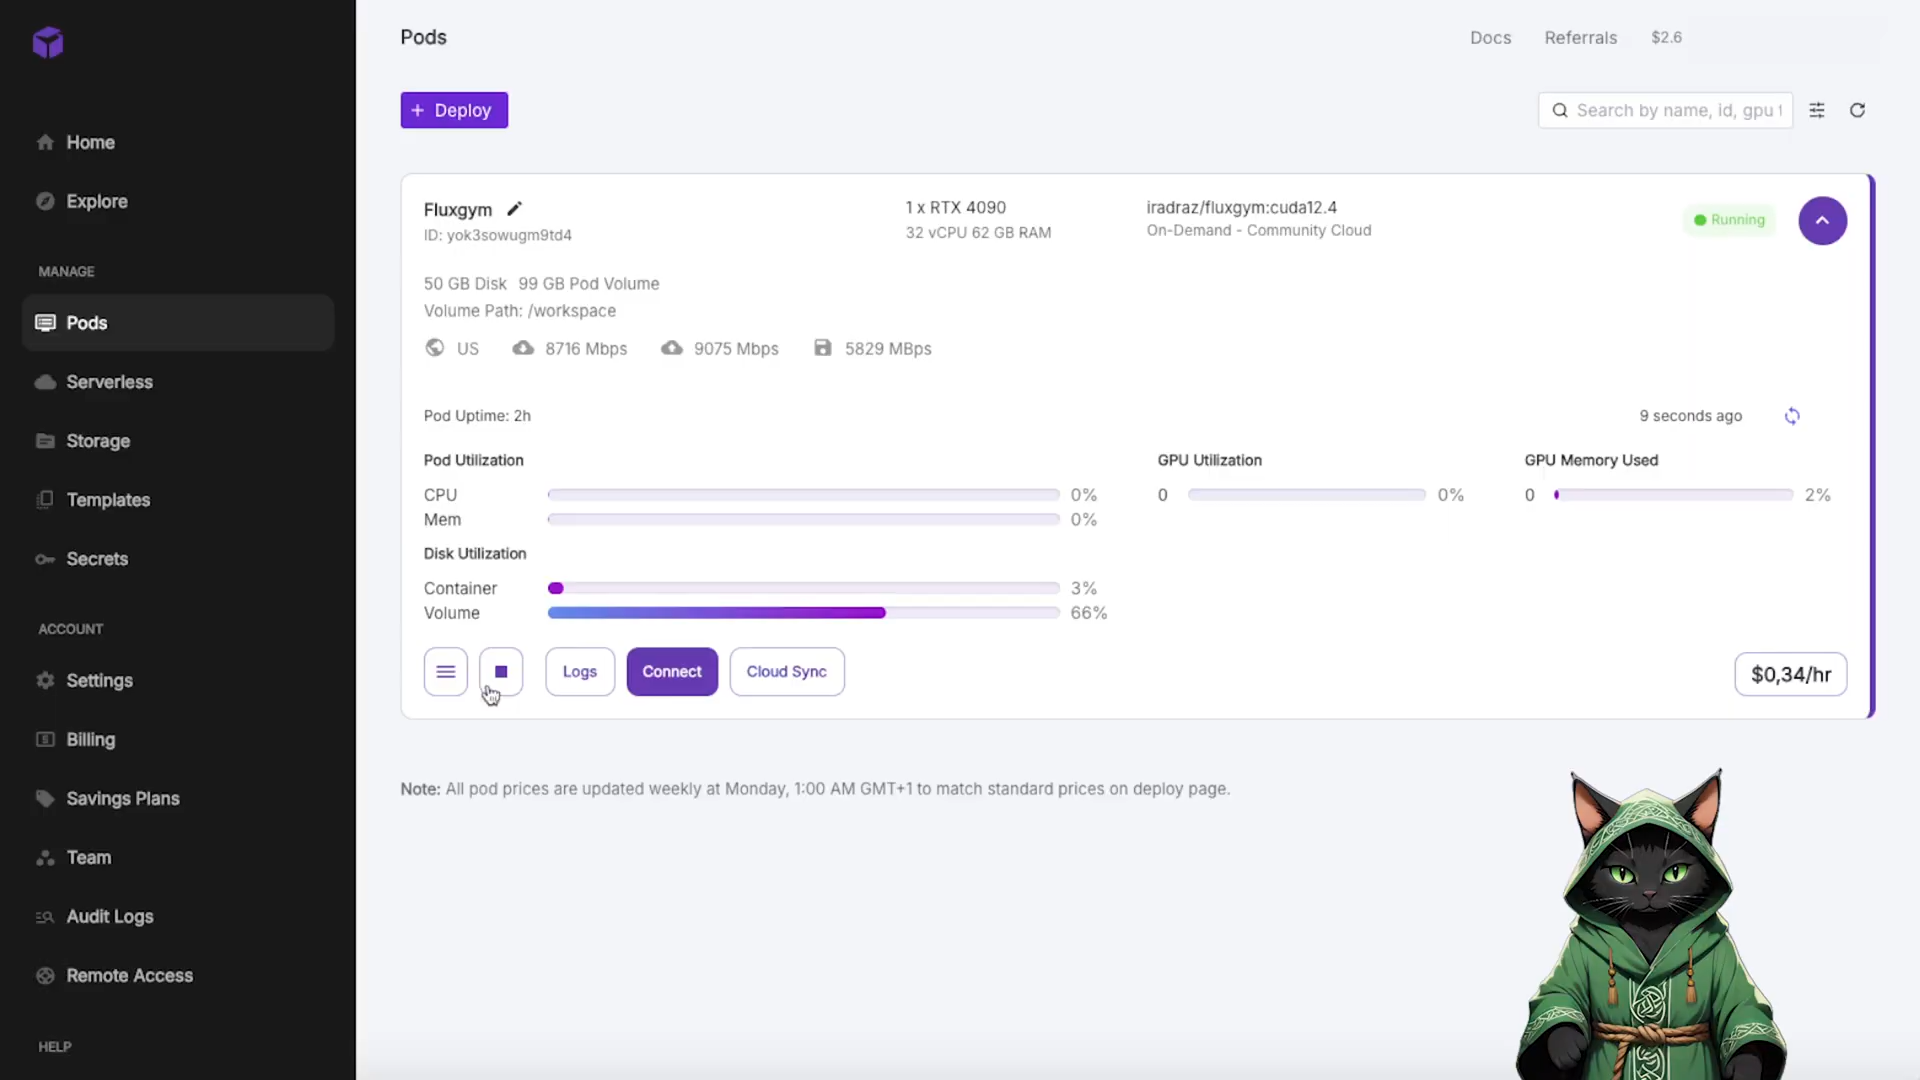 Pods
Docs Referrals $2.6
+ Deploy
Search by name, id, gpu t
Home
Explore
MANAGE
Pods
Serverless
Storage
Templates
Secrets
ACCOUNT
Settings
Billing
Savings Plans
Team
Audit Logs
Remote Access
HELP
Fluxgym
ID: yok3sowugm9td4
1 x RTX 4090
32 vCPU 62 GB RAM
iradraz/fluxgym:cuda12.4
On-Demand - Community Cloud
Running
50 GB Disk 99 GB Pod Volume
Volume Path: /workspace
US 8716 Mbps 9075 Mbps 5829 MBps
Pod Uptime: 2h
9 seconds ago
Pod Utilization
CPU 0%
Mem 0%
Disk Utilization
Container 3%
Volume 66%
GPU Utilization
0 0%
GPU Memory Used
0 2%
Logs Connect Cloud Sync
$0,34/hr
Note: All pod prices are updated weekly at Monday, 1:00 AM GMT+1 to match standard prices on deploy page.